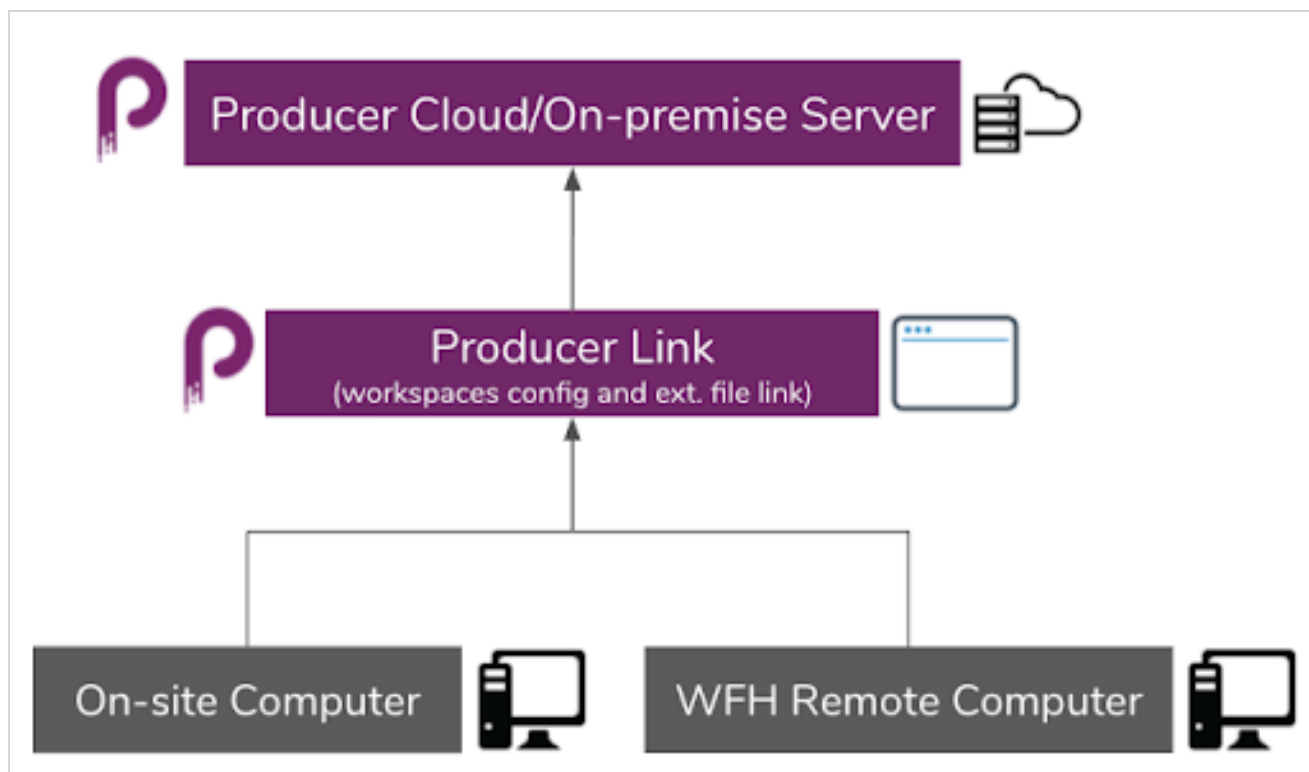 Producer Cloud/On-premise Server
Producer Link
(workspaces config and ext. file link)
On-site Computer
WFH Remote Computer